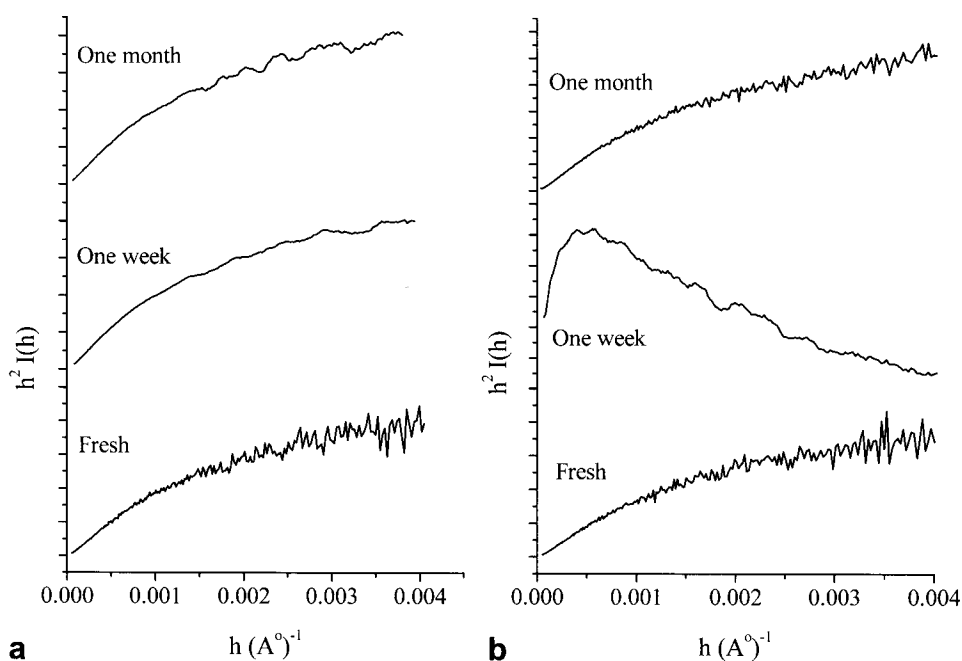 One month
One week
Fresh
h² I(h)
0.000 0.001 0.002 0.003 0.004
h (A°)⁻¹
a
One month
One week
Fresh
h² I(h)
0.000 0.001 0.002 0.003 0.004
h (A°)⁻¹
b